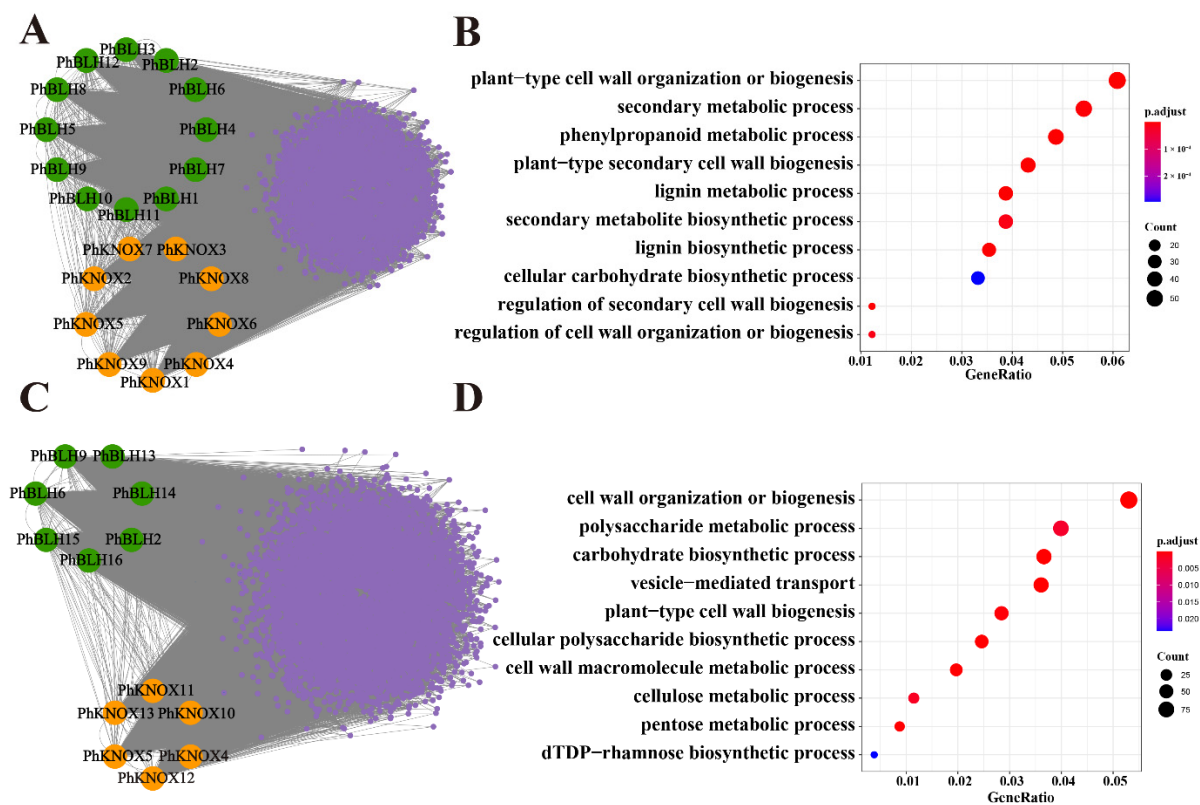 A
PhBLH3
PhBLH12
PhBLH2
PhBLH8
PhBLH6
PhBLH5
PhBLH4
PhBLH9
PhBLH7
PhBLH10
PhBLH1
PhBLH11
PhKNOX7
PhKNOX3
PhKNOX2
PhKNOX8
PhKNOX5
PhKNOX6
PhKNOX9
PhKNOX4
PhKNOX1
B
plant−type cell wall organization or biogenesis
secondary metabolic process
phenylpropanoid metabolic process
plant−type secondary cell wall biogenesis
lignin metabolic process
secondary metabolite biosynthetic process
lignin biosynthetic process
cellular carbohydrate biosynthetic process
regulation of secondary cell wall biogenesis
regulation of cell wall organization or biogenesis
0.01 0.02 0.03 0.04 0.05 0.06
GeneRatio
p.adjust
1 × 10⁻⁴
2 × 10⁻⁴
Count
20
30
40
50
C
PhBLH9
PhBLH13
PhBLH6
PhBLH14
PhBLH15
PhBLH2
PhBLH16
PhKNOX11
PhKNOX13
PhKNOX10
PhKNOX5
PhKNOX4
PhKNOX12
D
cell wall organization or biogenesis
polysaccharide metabolic process
carbohydrate biosynthetic process
vesicle−mediated transport
plant−type cell wall biogenesis
cellular polysaccharide biosynthetic process
cell wall macromolecule metabolic process
cellulose metabolic process
pentose metabolic process
dTDP−rhamnose biosynthetic process
0.01 0.02 0.03 0.04 0.05
GeneRatio
p.adjust
0.005
0.010
0.015
0.020
Count
25
50
75